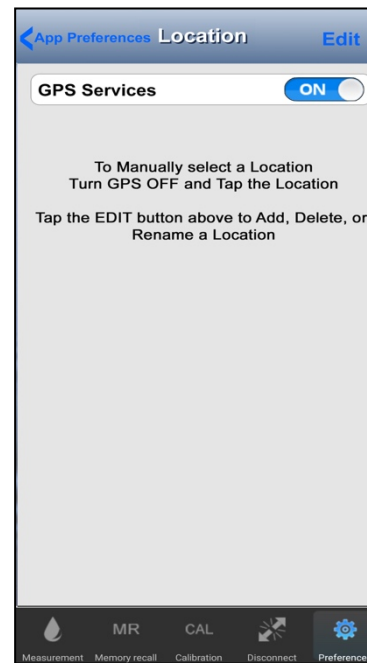 App Preferences Location Edit
GPS Services ON
To Manually select a Location
Turn GPS OFF and Tap the Location
Tap the EDIT button above to Add, Delete, or
Rename a Location
MR CAL
Measurement Memory recall Calibration Disconnect Preference